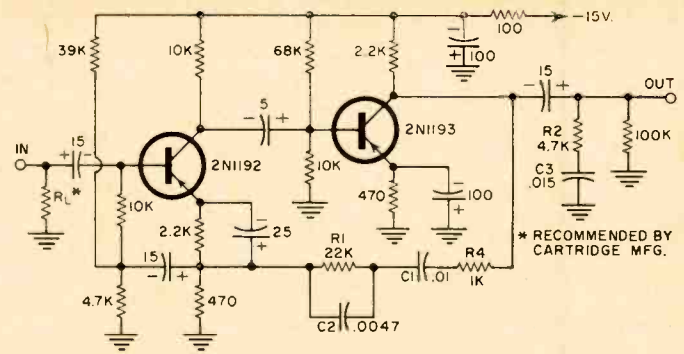 39K
10K
68K
2.2K
100
−15V.
− + 100
15
− +
OUT
5
− +
2N1193
IN
15
+ −
2N1192
R2
4.7K
100K
C3
.015
RL*
10K
10K
470
−
+
100
2.2K
−
+
25
R1
22K
C1
.01
R4
1K
* RECOMMENDED BY
CARTRIDGE MFG.
15
− +
4.7K
470
C2
.0047